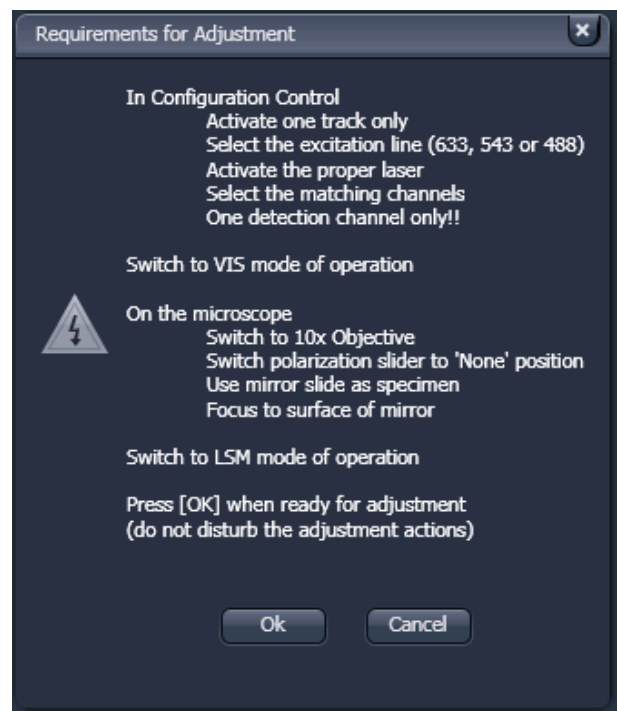 Requirements for Adjustment
In Configuration Control
Activate one track only
Select the excitation line (633, 543 or 488)
Activate the proper laser
Select the matching channels
One detection channel only!!
Switch to VIS mode of operation
On the microscope
Switch to 10x Objective
Switch polarization slider to 'None' position
Use mirror slide as specimen
Focus to surface of mirror
Switch to LSM mode of operation
Press [OK] when ready for adjustment
(do not disturb the adjustment actions)
Ok Cancel